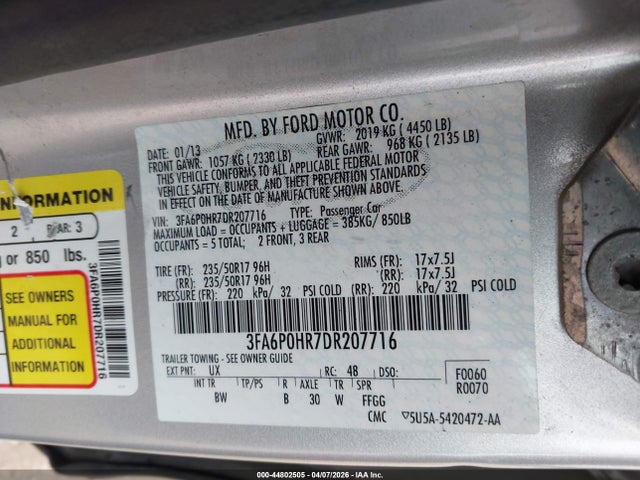 MFD. BY FORD MOTOR CO.
DATE: 01/13 GVWR: 2019 KG ( 4450 LB)
FRONT GAWR: 1057 KG ( 2330 LB) REAR GAWR: 968 KG ( 2135 LB)
THIS VEHICLE CONFORMS TO ALL APPLICABLE FEDERAL MOTOR
VEHICLE SAFETY, BUMPER, AND THEFT PREVENTION STANDARDS
IN EFFECT ON THE DATE OF MANUFACTURE SHOWN ABOVE.
VIN: 3FA6P0HR7DR207716 TYPE: Passenger Car
MAXIMUM LOAD = OCCUPANTS + LUGGAGE = 385KG/ 850LB
OCCUPANTS = 5 TOTAL; 2 FRONT, 3 REAR
TIRE (FR): 235/50R17 96H RIMS (FR): 17x7.5J
(RR): 235/50R17 96H (RR): 17x7.5J
PRESSURE (FR): 220 kPa/ 32 PSI COLD (RR): 220 kPa/ 32 PSI COLD
3FA6P0HR7DR207716
TRAILER TOWING - SEE OWNER GUIDE
EXT PNT: UX RC: 48 DSO: F0060
R0070
INT TR TP/PS R AXLE TR SPR
BW B 30 W FFGG
CMC ▽5U5A-5420472-AA
INFORMATION
2 REAR: 3
or 850 lbs.
SEE OWNERS
MANUAL FOR
ADDITIONAL
INFORMATION
3FA6P0HR7DR207716
000-44802505 - 04/07/2026 - IAA Inc.